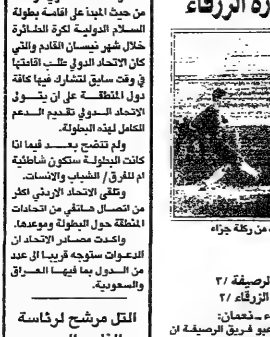 رة الزرقاء
من حيث المبدأ على اقامة بطولة
السلام الدولية لكرة الطائرة
خلال شهر نيسان القادم والتي
كان الاتحاد الدولي طلب اقامتها
في وقت سابق لتشارك فيها كافة
دول المنطقة على ان يتولى
الاتحاد الدولي تقديم الدعم
الكامل لهذه البطولة.
ولم تتضح بعد فيما اذا
كانت البطولة ستكون شاطئية
ام للفرق/ الشباب والانسات.
وتلقى الاتحاد الاردني اكثر
من اتصال هاتفي من اتحادات
المنطقة حول البطولة وموعدها.
واكدت مصادر الاتحاد ان
الدعوات ستوجه قريبا الى عدد
من الدول بما فيها العراق
والسعودية.
التل مرشح لرئاسة
من ركلة جزاء
لرصيفة /٣
الزرقاء /٢
ء ـ نعمان:
عبو فريق الرصيفة ان